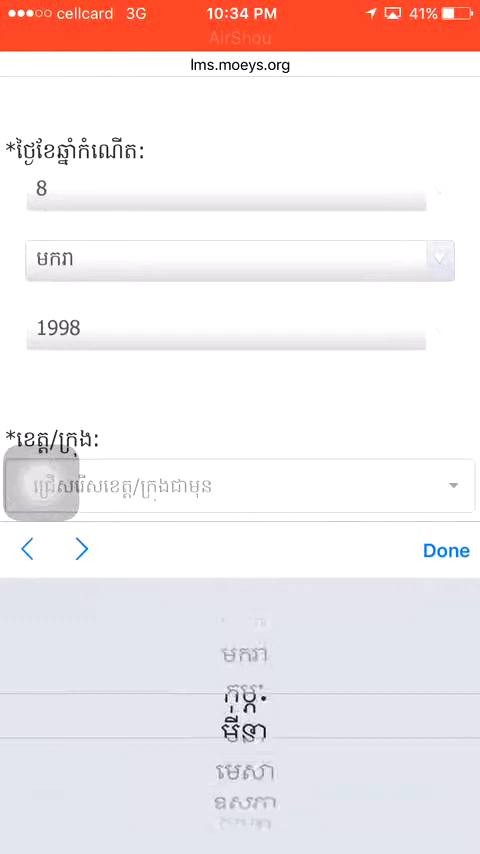 cellcard 3G 10:34 PM 41%
AirShou
lms.moeys.org
*ថ្ងៃខែឆ្នាំកំណើត:
8
មករា
1998
*ខេត្ត/ក្រុង:
ជ្រើសរើសខេត្ត/ក្រុងជាមុន
Done
មករា
កុម្ភៈ
មីនា
មេសា
ឧសភា